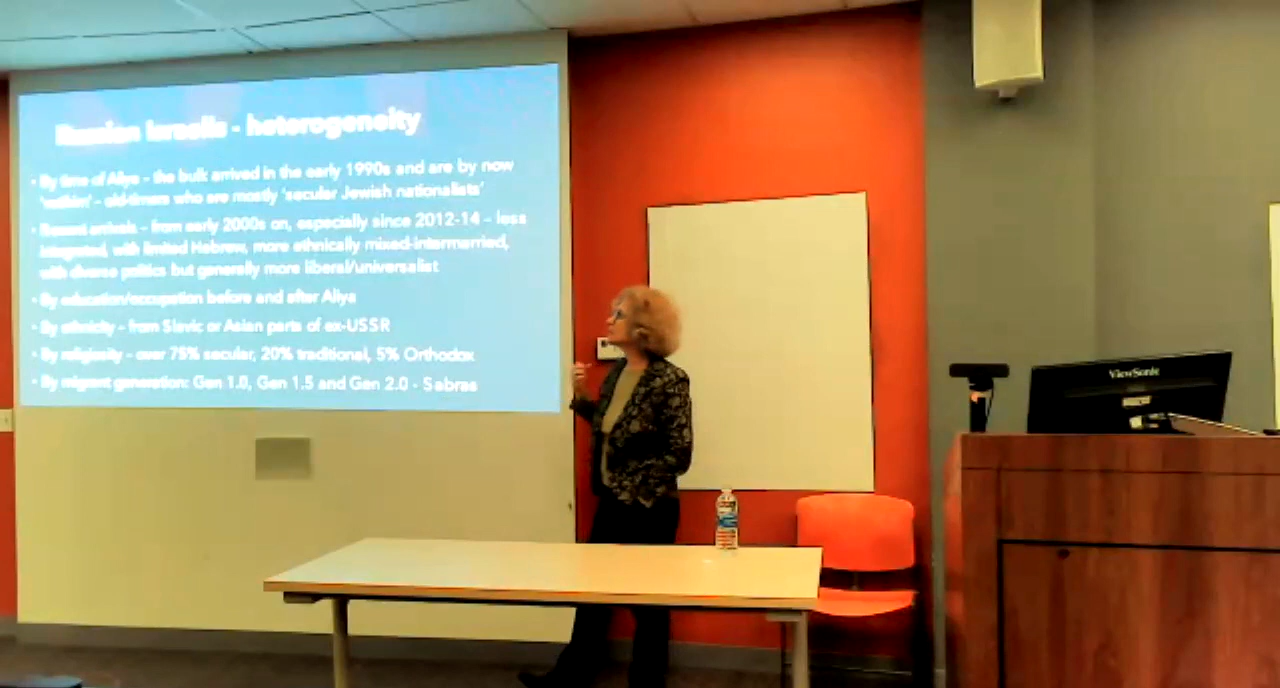 Russian Israelis - heterogeneity
• By time of Aliya – the bulk arrived in the early 1990s and are by now
'vatikim' – old-timers who are mostly 'secular Jewish nationalists'
• Recent arrivals – from early 2000s on, especially since 2012-14 – less
integrated, with limited Hebrew, more ethnically mixed-intermarried,
with diverse politics but generally more liberal/universalist
• By education/occupation before and after Aliya
• By ethnicity – from Slavic or Asian parts of ex-USSR
• By religiosity – over 75% secular, 20% traditional, 5% Orthodox
• By migrant generation: Gen 1.0, Gen 1.5 and Gen 2.0 - Sabras
ViewSonic